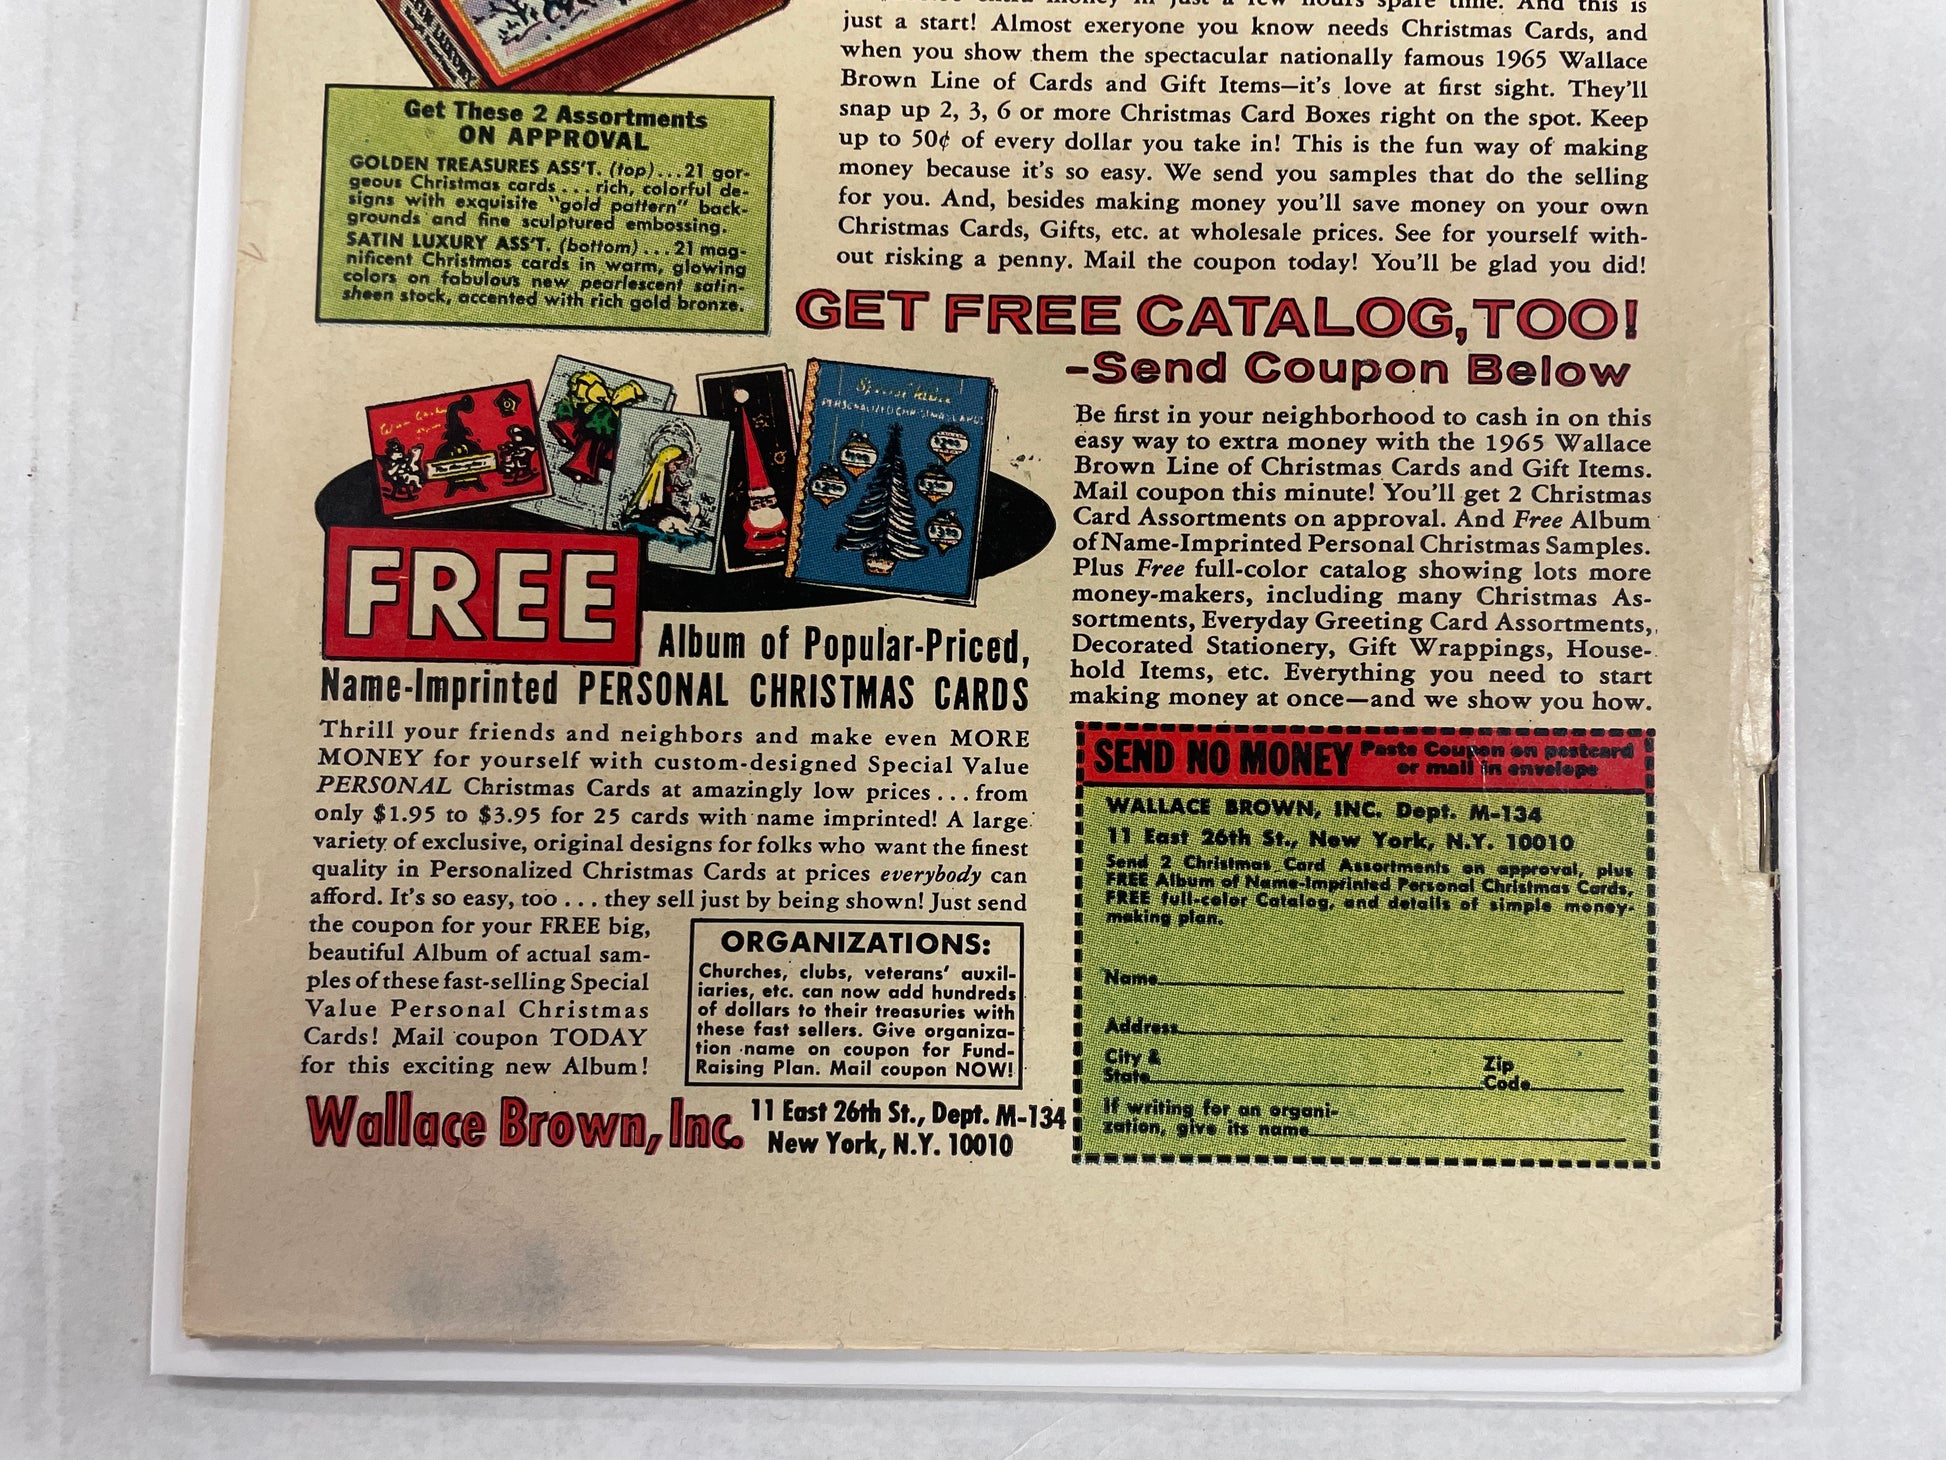 just a start! Almost exeryone you know needs Christmas Cards, and
when you show them the spectacular nationally famous 1965 Wallace
Brown Line of Cards and Gift Items—it's love at first sight. They'll
snap up 2, 3, 6 or more Christmas Card Boxes right on the spot. Keep
up to 50¢ of every dollar you take in! This is the fun way of making
money because it's so easy. We send you samples that do the selling
for you. And, besides making money you'll save money on your own
Christmas Cards, Gifts, etc. at wholesale prices. See for yourself with-
out risking a penny. Mail the coupon today! You'll be glad you did!
Get These 2 Assortments
ON APPROVAL
GOLDEN TREASURES ASS'T. (top)...21 gor-
geous Christmas cards...rich, colorful de-
signs with exquisite "gold pattern" back-
grounds and fine sculptured embossing.
SATIN LUXURY ASS'T. (bottom)...21 mag-
nificent Christmas cards in warm, glowing
colors on fabulous new pearlescent satin-
sheen stock, accented with rich gold bronze.
GET FREE CATALOG, TOO!
–Send Coupon Below
Be first in your neighborhood to cash in on this
easy way to extra money with the 1965 Wallace
Brown Line of Christmas Cards and Gift Items.
Mail coupon this minute! You'll get 2 Christmas
Card Assortments on approval. And Free Album
of Name-Imprinted Personal Christmas Samples.
Plus Free full-color catalog showing lots more
money-makers, including many Christmas As-
sortments, Everyday Greeting Card Assortments,
Decorated Stationery, Gift Wrappings, House-
hold Items, etc. Everything you need to start
making money at once—and we show you how.
FREE
Album of Popular-Priced,
Name-Imprinted PERSONAL CHRISTMAS CARDS
Thrill your friends and neighbors and make even MORE
MONEY for yourself with custom-designed Special Value
PERSONAL Christmas Cards at amazingly low prices...from
only $1.95 to $3.95 for 25 cards with name imprinted! A large
variety of exclusive, original designs for folks who want the finest
quality in Personalized Christmas Cards at prices everybody can
afford. It's so easy, too...they sell just by being shown! Just send
the coupon for your FREE big,
beautiful Album of actual sam-
ples of these fast-selling Special
Value Personal Christmas
Cards! Mail coupon TODAY
for this exciting new Album!
ORGANIZATIONS:
Churches, clubs, veterans' auxil-
iaries, etc. can now add hundreds
of dollars to their treasuries with
these fast sellers. Give organiza-
tion name on coupon for Fund-
Raising Plan. Mail coupon NOW!
Wallace Brown, Inc.
11 East 26th St., Dept. M-134
New York, N.Y. 10010
SEND NO MONEY
Paste Coupon on postcard
or mail in envelope
WALLACE BROWN, INC. Dept. M-134
11 East 26th St., New York, N.Y. 10010
Send 2 Christmas Card Assortments on approval, plus
FREE Album of Name-Imprinted Personal Christmas Cards,
FREE full-color Catalog, and details of simple money-
making plan.
Name
Address
City &
State
Zip
Code
If writing for an organi-
zation, give its name